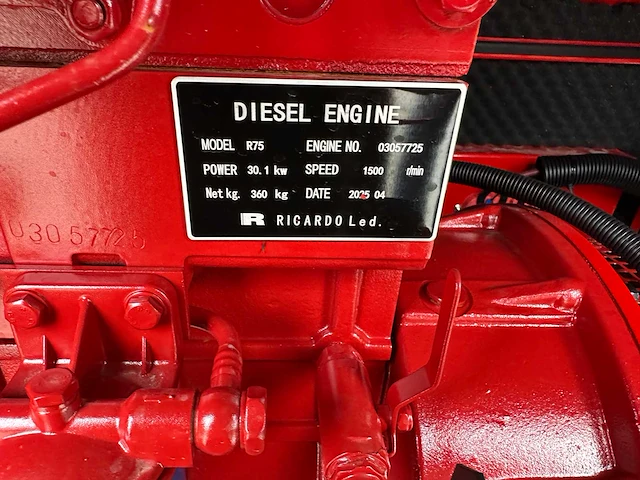 DIESEL ENGINE
MODEL R75 ENGINE NO. 03057725
POWER 30.1 kw SPEED 1500 r/min
Net kg. 360 kg DATE 2025 04
R RICARDO Led.
03057725